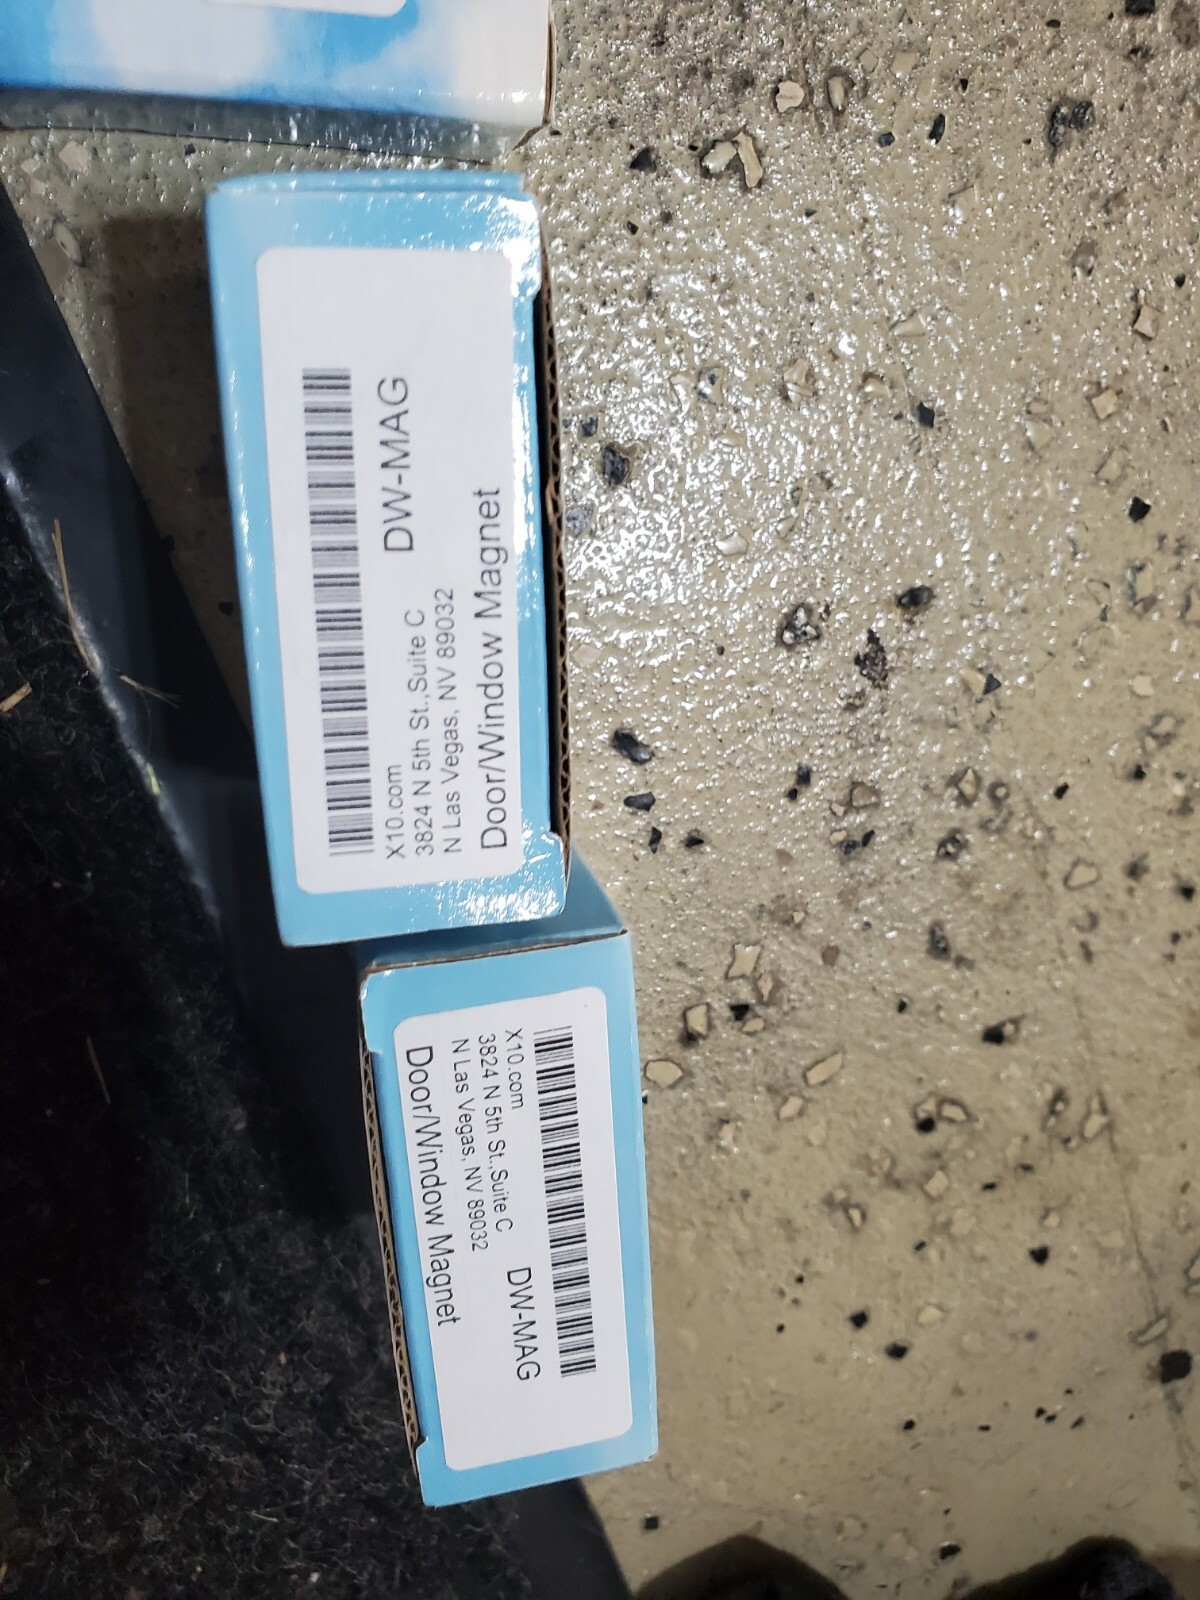 X10.com
3824 N 5th St.,Suite C
N Las Vegas, NV 89032
DW-MAG
Door/Window Magnet
X10.com
3824 N 5th St.,Suite C
N Las Vegas, NV 89032
DW-MAG
Door/Window Magnet